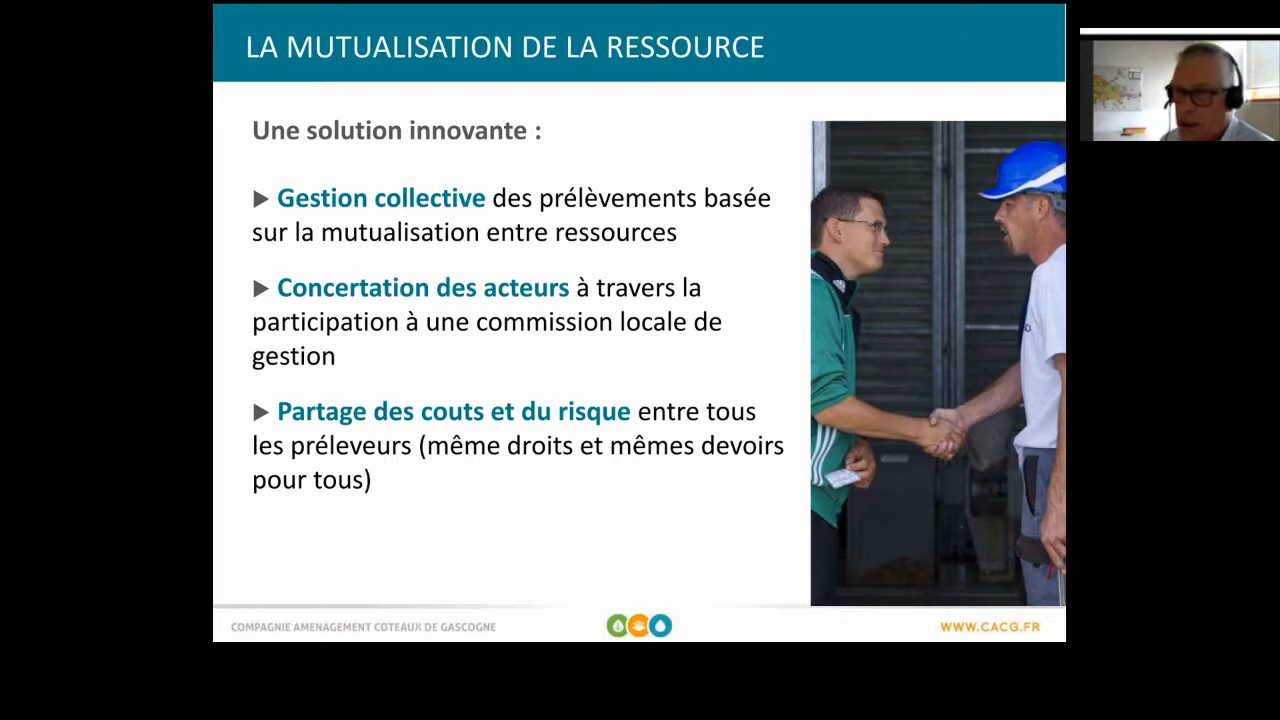 LA MUTUALISATION DE LA RESSOURCE
Une solution innovante :
▶ Gestion collective des prélèvements basée
sur la mutualisation entre ressources
▶ Concertation des acteurs à travers la
participation à une commission locale de
gestion
▶ Partage des couts et du risque entre tous
les préleveurs (même droits et mêmes devoirs
pour tous)
COMPAGNIE AMENAGEMENT COTEAUX DE GASCOGNE
WWW.CACG.FR